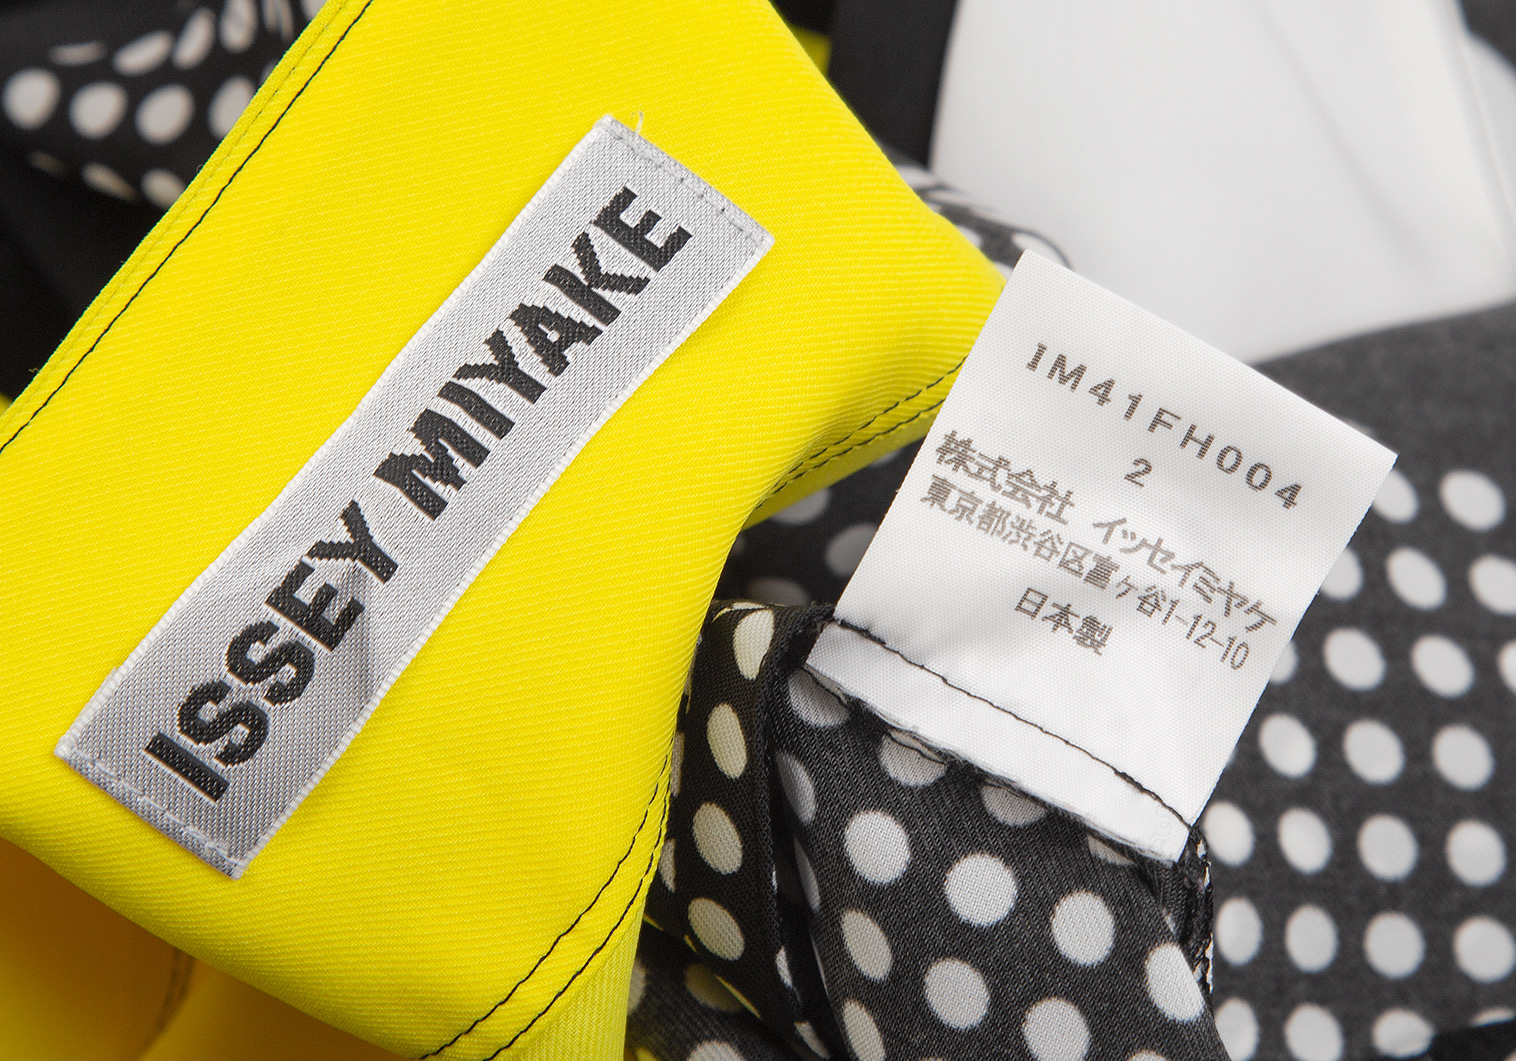 ISSEY MIYAKE
IM41FH004
2
株式会社 イッセイミヤケ
東京都渋谷区富ヶ谷1-12-10
日本製